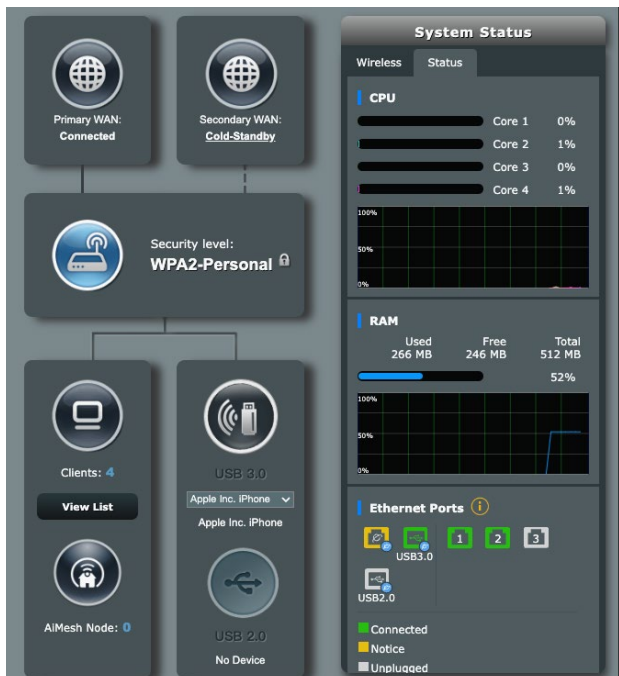 Primary WAN:
Connected
Secondary WAN:
Cold-Standby
Security level:
WPA2-Personal
Clients: 4
View List
AiMesh Node: 0
USB 3.0
Apple Inc. iPhone
Apple Inc. iPhone
USB 2.0
No Device
System Status
Wireless Status
CPU
Core 1 0%
Core 2 1%
Core 3 0%
Core 4 1%
100%
50%
0%
RAM
Used Free Total
266 MB 246 MB 512 MB
52%
100%
50%
0%
Ethernet Ports
1 2 3
USB3.0
USB2.0
Connected
Notice
Unplugged